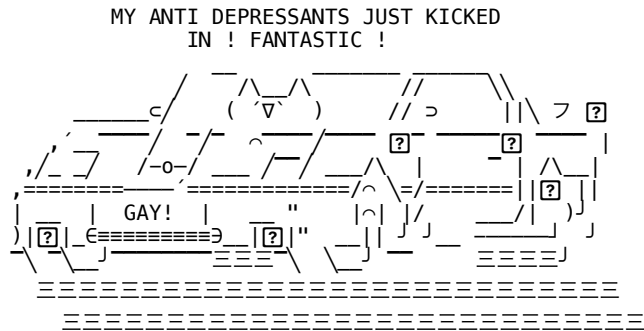 MY ANTI DEPRESSANTS JUST KICKED
IN ! FANTASTIC !
GAY!